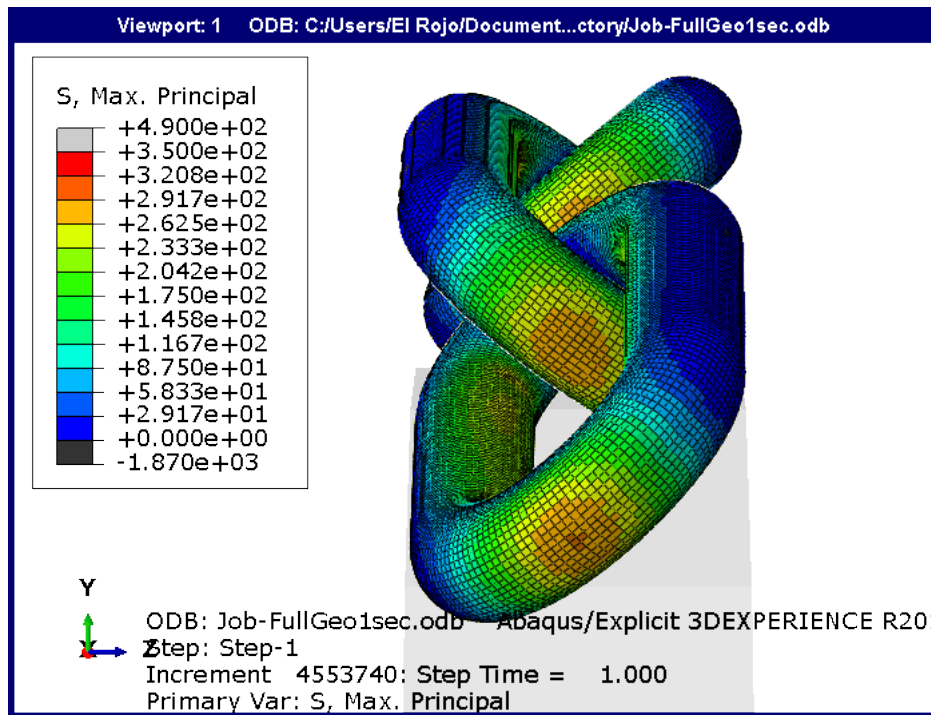 Viewport: 1 ODB: C:/Users/El Rojo/Document...ctory/Job-FullGeo1sec.odb
S, Max. Principal
+4.900e+02
+3.500e+02
+3.208e+02
+2.917e+02
+2.625e+02
+2.333e+02
+2.042e+02
+1.750e+02
+1.458e+02
+1.167e+02
+8.750e+01
+5.833e+01
+2.917e+01
+0.000e+00
-1.870e+03
Y
X Z
ODB: Job-FullGeo1sec.odb Abaqus/Explicit 3DEXPERIENCE
Step: Step-1
Increment 4553740: Step Time = 1.000
Primary Var: S, Max. Principal